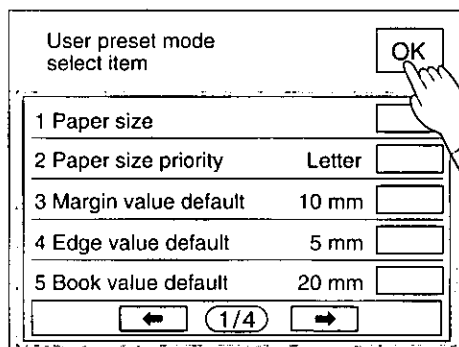 User preset mode
select item
OK
1 Paper size
2 Paper size priority Letter
3 Margin value default 10 mm
4 Edge value default 5 mm
5 Book value default 20 mm
1/4